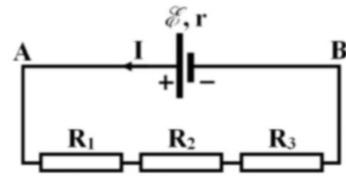 ℰ, r
A I B
+ −
R₁ R₂ R₃